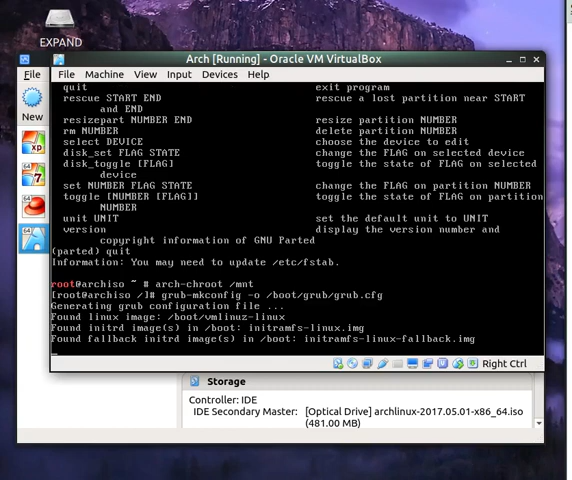 EXPAND
Arch [Running] - Oracle VM VirtualBox
File
File Machine View Input Devices Help
New
xp
7
quit exit program
rescue START END rescue a lost partition near START
and END
resizepart NUMBER END resize partition NUMBER
rm NUMBER delete partition NUMBER
select DEVICE choose the device to edit
disk_set FLAG STATE change the FLAG on selected device
disk_toggle [FLAG] toggle the state of FLAG on selected
device
set NUMBER FLAG STATE change the FLAG on partition NUMBER
toggle [NUMBER [FLAG]] toggle the state of FLAG on partition
NUMBER
unit UNIT set the default unit to UNIT
version display the version number and
copyright information of GNU Parted
(parted) quit
Information: You may need to update /etc/fstab.
root@archiso ~ # arch-chroot /mnt
[root@archiso /]# grub-mkconfig -o /boot/grub/grub.cfg
Generating grub configuration file ...
Found linux image: /boot/vmlinuz-linux
Found initrd image(s) in /boot: initramfs-linux.img
Found fallback initrd image(s) in /boot: initramfs-linux-fallback.img
Right Ctrl
Storage
Controller: IDE
IDE Secondary Master: [Optical Drive] archlinux-2017.05.01-x86_64.iso
(481.00 MB)